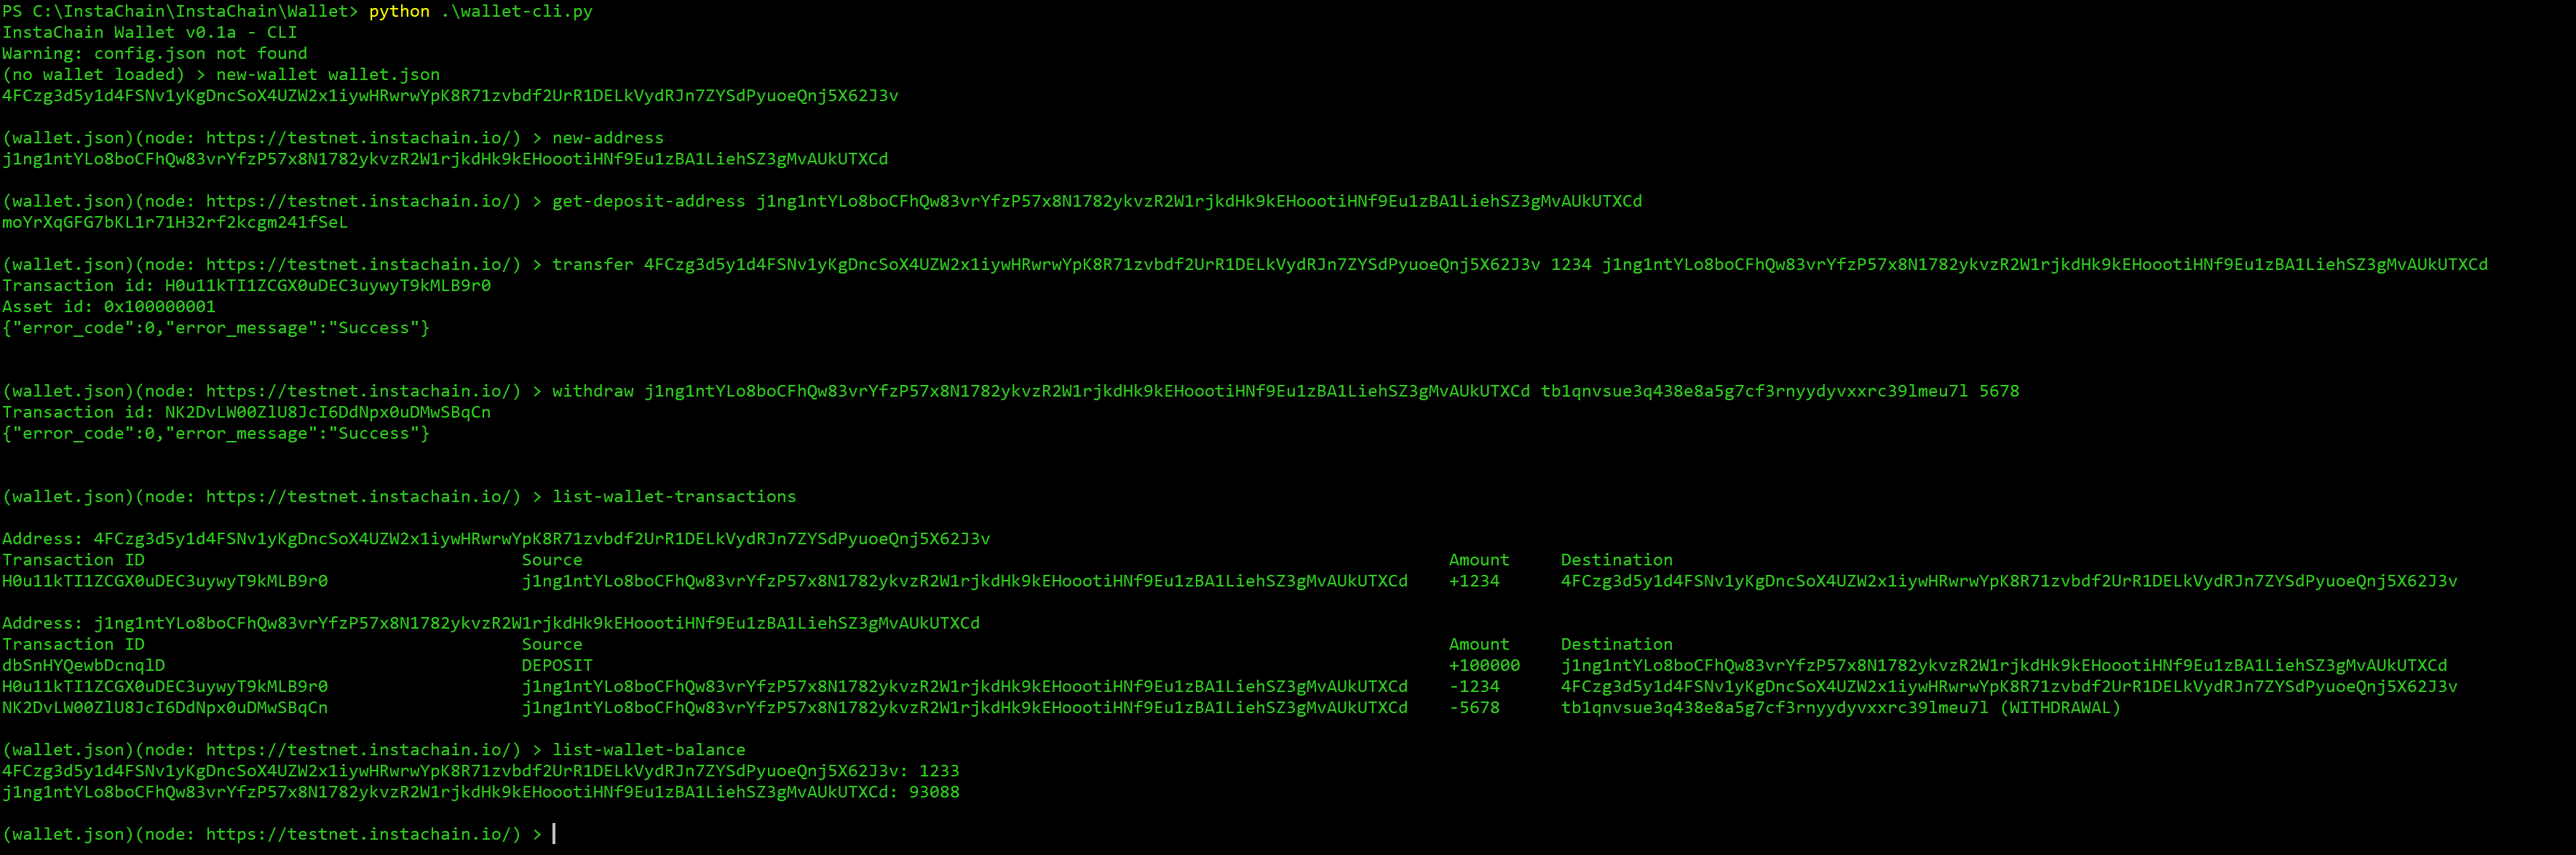 PS C:\InstaChain\InstaChain\Wallet> python .\wallet-cli.py
InstaChain Wallet v0.1a - CLI
Warning: config.json not found
(no wallet loaded) > new-wallet wallet.json
4FCzg3d5y1d4FSNv1yKgDncSoX4UZW2x1iywHRwrwYpK8R71zvbdf2UrR1DELkVydRJn7ZYSdPyuoeQnj5X62J3v
(wallet.json)(node: https://testnet.instachain.io/) > new-address
j1ng1ntYLo8boCFhQw83vrYfzP57x8N1782ykvzR2W1rjkdHk9kEHoootiHNf9Eu1zBA1LiehSZ3gMvAUkUTXCd
(wallet.json)(node: https://testnet.instachain.io/) > get-deposit-address j1ng1ntYLo8boCFhQw83vrYfzP57x8N1782ykvzR2W1rjkdHk9kEHoootiHNf9Eu1zBA1LiehSZ3gMvAUkUTXCd
moYrXqGFG7bKL1r71H32rf2kcgm241fSeL
(wallet.json)(node: https://testnet.instachain.io/) > transfer 4FCzg3d5y1d4FSNv1yKgDncSoX4UZW2x1iywHRwrwYpK8R71zvbdf2UrR1DELkVydRJn7ZYSdPyuoeQnj5X62J3v 1234 j1ng1ntYLo8boCFhQw83vrYfzP57x8N1782ykvzR2W1rjkdHk9kEHoootiHNf9Eu1zBA1LiehSZ3gMvAUkUTXCd
Transaction id: H0u11kTI1ZCGX0uDEC3uywyT9kMLB9r0
Asset id: 0x100000001
{"error_code":0,"error_message":"Success"}
(wallet.json)(node: https://testnet.instachain.io/) > withdraw j1ng1ntYLo8boCFhQw83vrYfzP57x8N1782ykvzR2W1rjkdHk9kEHoootiHNf9Eu1zBA1LiehSZ3gMvAUkUTXCd tb1qnvsue3q438e8a5g7cf3rnyydyvxxrc39lmeu7l 5678
Transaction id: NK2DvLW00ZlU8JcI6DdNpx0uDMwSBqCn
{"error_code":0,"error_message":"Success"}
(wallet.json)(node: https://testnet.instachain.io/) > list-wallet-transactions
Address: 4FCzg3d5y1d4FSNv1yKgDncSoX4UZW2x1iywHRwrwYpK8R71zvbdf2UrR1DELkVydRJn7ZYSdPyuoeQnj5X62J3v
Transaction ID Source Amount Destination
H0u11kTI1ZCGX0uDEC3uywyT9kMLB9r0 j1ng1ntYLo8boCFhQw83vrYfzP57x8N1782ykvzR2W1rjkdHk9kEHoootiHNf9Eu1zBA1LiehSZ3gMvAUkUTXCd +1234 4FCzg3d5y1d4FSNv1yKgDncSoX4UZW2x1iywHRwrwYpK8R71zvbdf2UrR1DELkVydRJn7ZYSdPyuoeQnj5X62J3v
Address: j1ng1ntYLo8boCFhQw83vrYfzP57x8N1782ykvzR2W1rjkdHk9kEHoootiHNf9Eu1zBA1LiehSZ3gMvAUkUTXCd
Transaction ID Source Amount Destination
dbSnHYQewbDcnqlD DEPOSIT +100000 j1ng1ntYLo8boCFhQw83vrYfzP57x8N1782ykvzR2W1rjkdHk9kEHoootiHNf9Eu1zBA1LiehSZ3gMvAUkUTXCd
H0u11kTI1ZCGX0uDEC3uywyT9kMLB9r0 j1ng1ntYLo8boCFhQw83vrYfzP57x8N1782ykvzR2W1rjkdHk9kEHoootiHNf9Eu1zBA1LiehSZ3gMvAUkUTXCd -1234 4FCzg3d5y1d4FSNv1yKgDncSoX4UZW2x1iywHRwrwYpK8R71zvbdf2UrR1DELkVydRJn7ZYSdPyuoeQnj5X62J3v
NK2DvLW00ZlU8JcI6DdNpx0uDMwSBqCn j1ng1ntYLo8boCFhQw83vrYfzP57x8N1782ykvzR2W1rjkdHk9kEHoootiHNf9Eu1zBA1LiehSZ3gMvAUkUTXCd -5678 tb1qnvsue3q438e8a5g7cf3rnyydyvxxrc39lmeu7l (WITHDRAWAL)
(wallet.json)(node: https://testnet.instachain.io/) > list-wallet-balance
4FCzg3d5y1d4FSNv1yKgDncSoX4UZW2x1iywHRwrwYpK8R71zvbdf2UrR1DELkVydRJn7ZYSdPyuoeQnj5X62J3v: 1233
j1ng1ntYLo8boCFhQw83vrYfzP57x8N1782ykvzR2W1rjkdHk9kEHoootiHNf9Eu1zBA1LiehSZ3gMvAUkUTXCd: 93088
(wallet.json)(node: https://testnet.instachain.io/) >